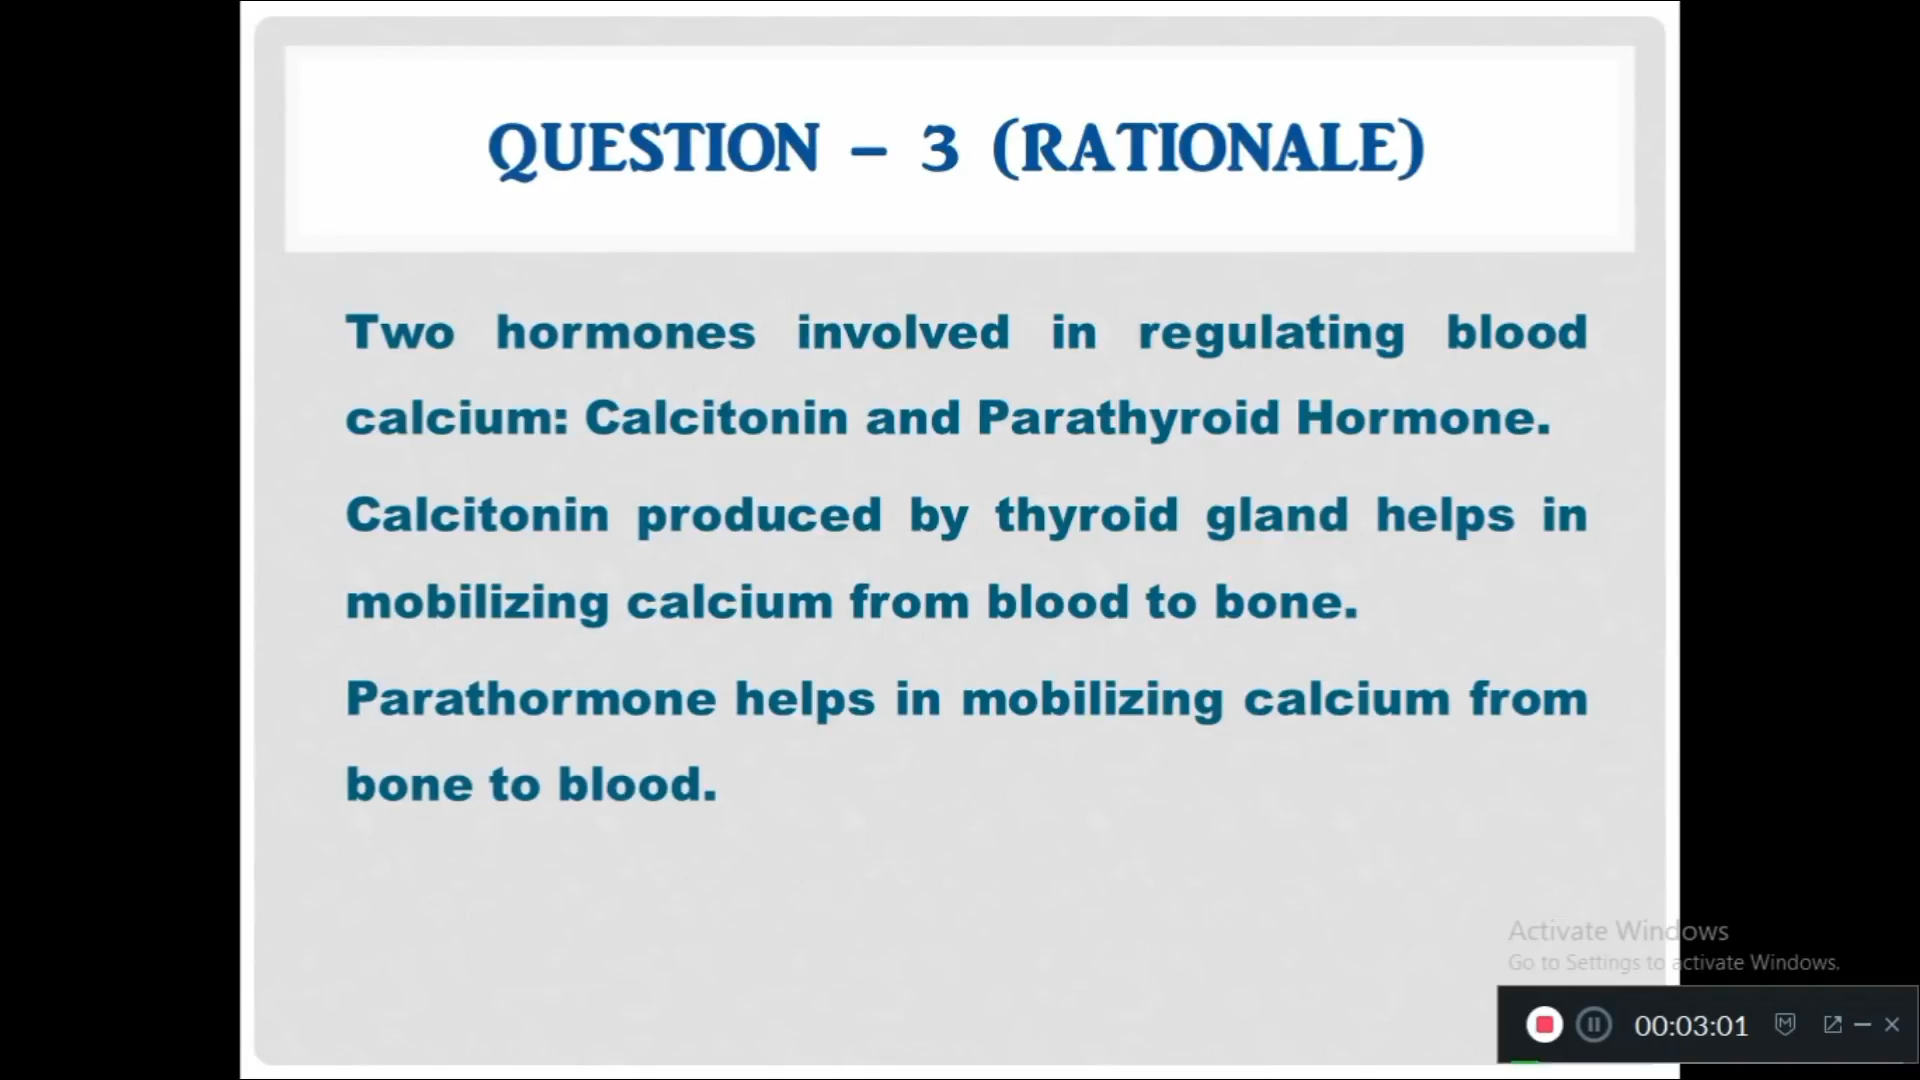 QUESTION – 3 (RATIONALE)
Two hormones involved in regulating blood
calcium: Calcitonin and Parathyroid Hormone.
Calcitonin produced by thyroid gland helps in
mobilizing calcium from blood to bone.
Parathormone helps in mobilizing calcium from
bone to blood.
Activate Windows
Go to Settings to activate Windows.
00:03:01